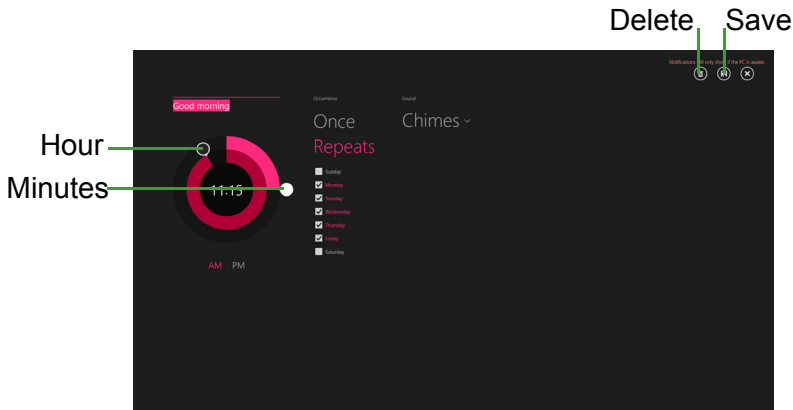 Delete Save
Notifications will only show if the PC is awake.
Good morning
Occurrence
Sound
Once
Chimes
Repeats
Hour
Minutes
11:15
Sunday
Monday
Tuesday
Wednesday
Thursday
Friday
Saturday
AM PM